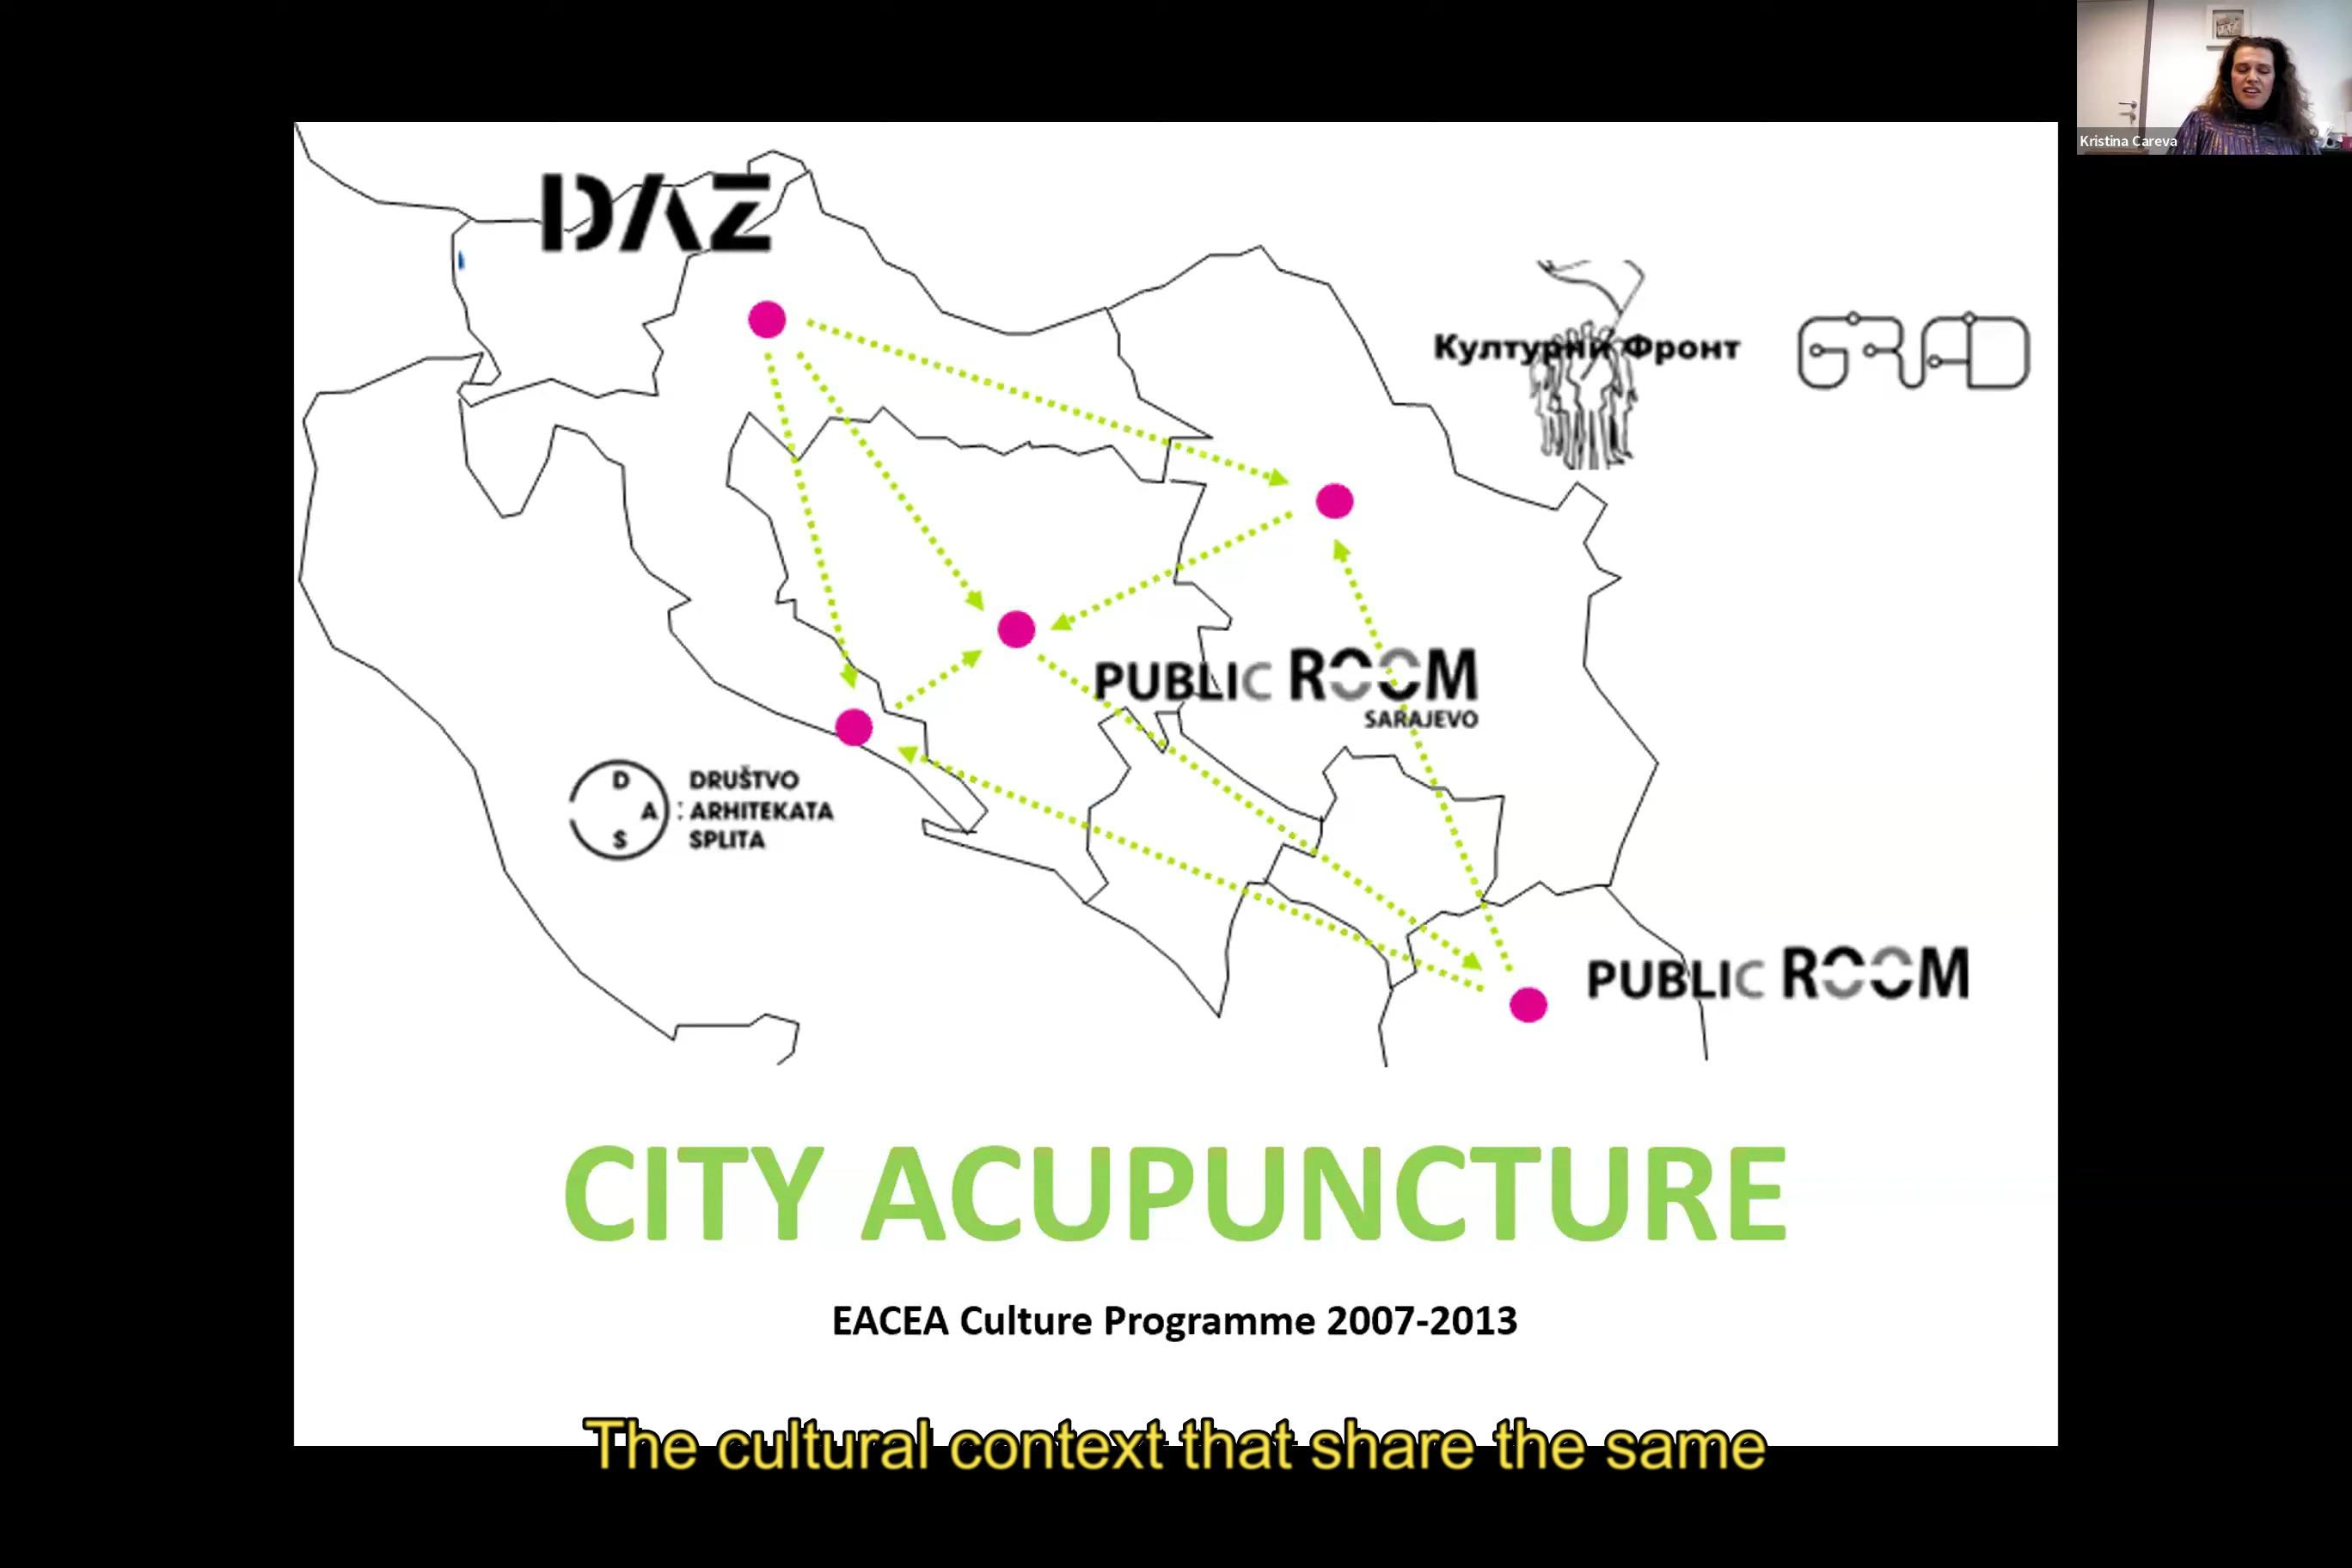 Kristina Careva
DAZ
Културни Фронт
GRAD
PUBLIC ROOM
SARAJEVO
D
A
S
: DRUŠTVO
ARHITEKATA
SPLITA
PUBLIC ROOM
CITY ACUPUNCTURE
EACEA Culture Programme 2007-2013
The cultural context that share the same